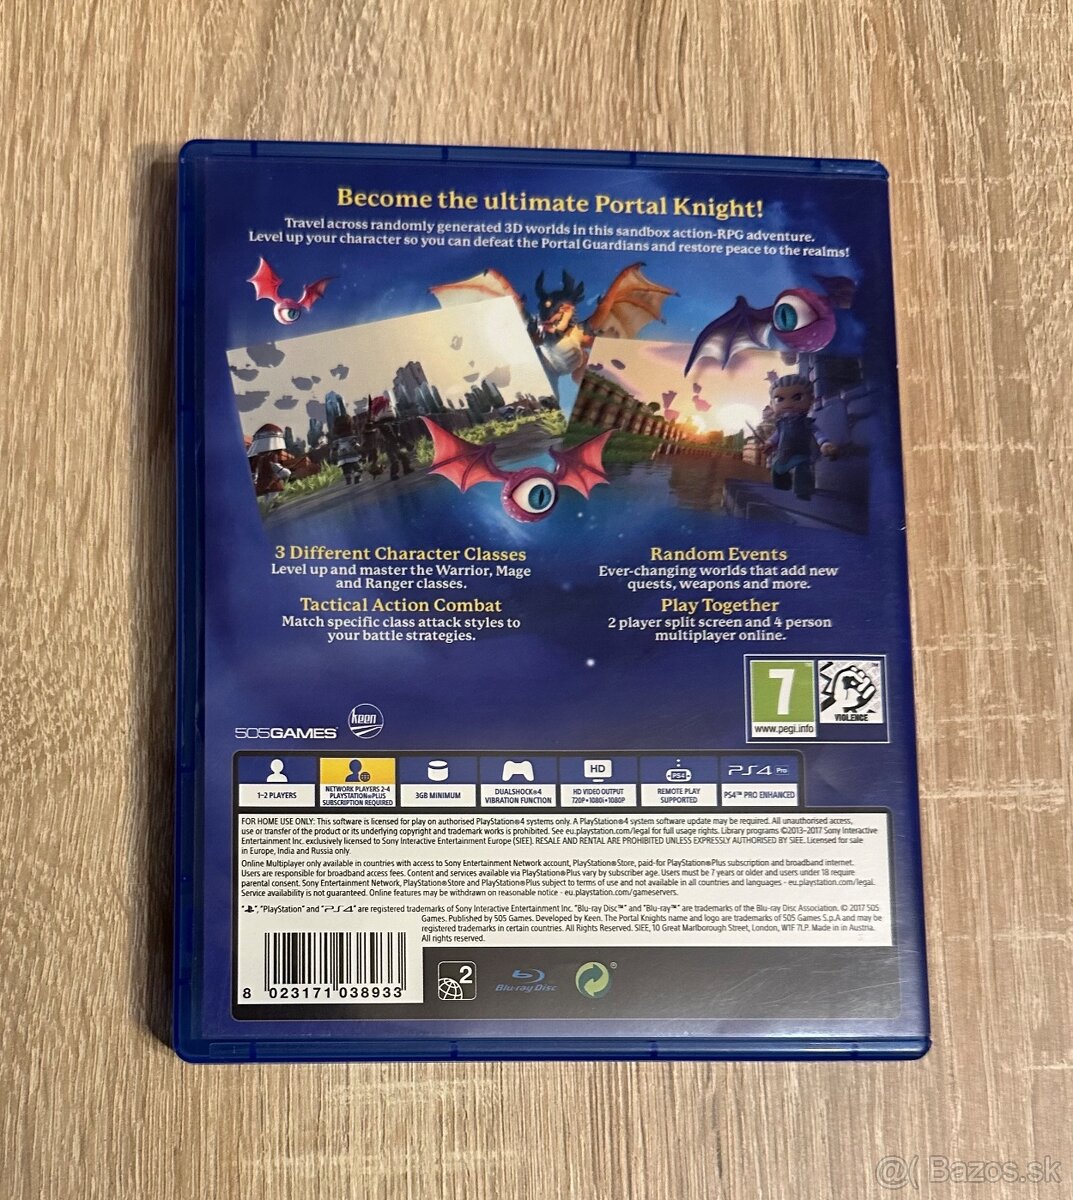 Become the ultimate Portal Knight!
Travel across randomly generated 3D worlds in this sandbox action-RPG adventure.
Level up your character so you can defeat the Portal Guardians and restore peace to the realms!
3 Different Character Classes
Level up and master the Warrior, Mage
and Ranger classes.
Tactical Action Combat
Match specific class attack styles to
your battle strategies.
Random Events
Ever-changing worlds that add new
quests, weapons and more.
Play Together
2 player split screen and 4 person
multiplayer online.
7
www.pegi.info
VIOLENCE
505GAMES
keen
1-2 PLAYERS
NETWORK PLAYERS 2-4
PLAYSTATION®PLUS
SUBSCRIPTION REQUIRED
3GB MINIMUM
DUALSHOCK®4
VIBRATION FUNCTION
HD
HD VIDEO OUTPUT
720P•1080i•1080P
PS4
REMOTE PLAY
SUPPORTED
PS4 Pro
PS4™ PRO ENHANCED
FOR HOME USE ONLY: This software is licensed for play on authorised PlayStation®4 systems only. A PlayStation®4 system software update may be required. All unauthorised access,
use or transfer of the product or its underlying copyright and trademark works is prohibited. See eu.playstation.com/legal for full usage rights. Library programs ©2013-2017 Sony Interactive
Entertainment Inc. exclusively licensed to Sony Interactive Entertainment Europe (SIEE). RESALE AND RENTAL ARE PROHIBITED UNLESS EXPRESSLY AUTHORISED BY SIEE. Licensed for sale
in Europe, India and Russia only.
Online Multiplayer only available in countries with access to Sony Entertainment Network account, PlayStation®Store, paid-for PlayStation®Plus subscription and broadband internet.
Users are responsible for broadband access fees. Content and services available via PlayStation®Plus vary by subscriber age. Users must be 7 years or older and users under 18 require
parental consent. Sony Entertainment Network, PlayStation®Store and PlayStation®Plus subject to terms of use and not available in all countries and languages - eu.playstation.com/legal.
Service availability is not guaranteed. Online features may be withdrawn on reasonable notice - eu.playstation.com/gameservers.
", "PlayStation" and "PS4" are registered trademarks of Sony Interactive Entertainment Inc. "Blu-ray Disc™" and "Blu-ray™" are trademarks of the Blu-ray Disc Association. © 2017 505
Games. Published by 505 Games. Developed by Keen. The Portal Knights name and logo are trademarks of 505 Games S.p.A and may be
registered trademarks in certain countries. All Rights Reserved. SIEE, 10 Great Marlborough Street, London, W1F 7LP. Made in Austria.
All rights reserved.
8 023171 038933
2
Blu-ray Disc
®
@( Bazos.sk